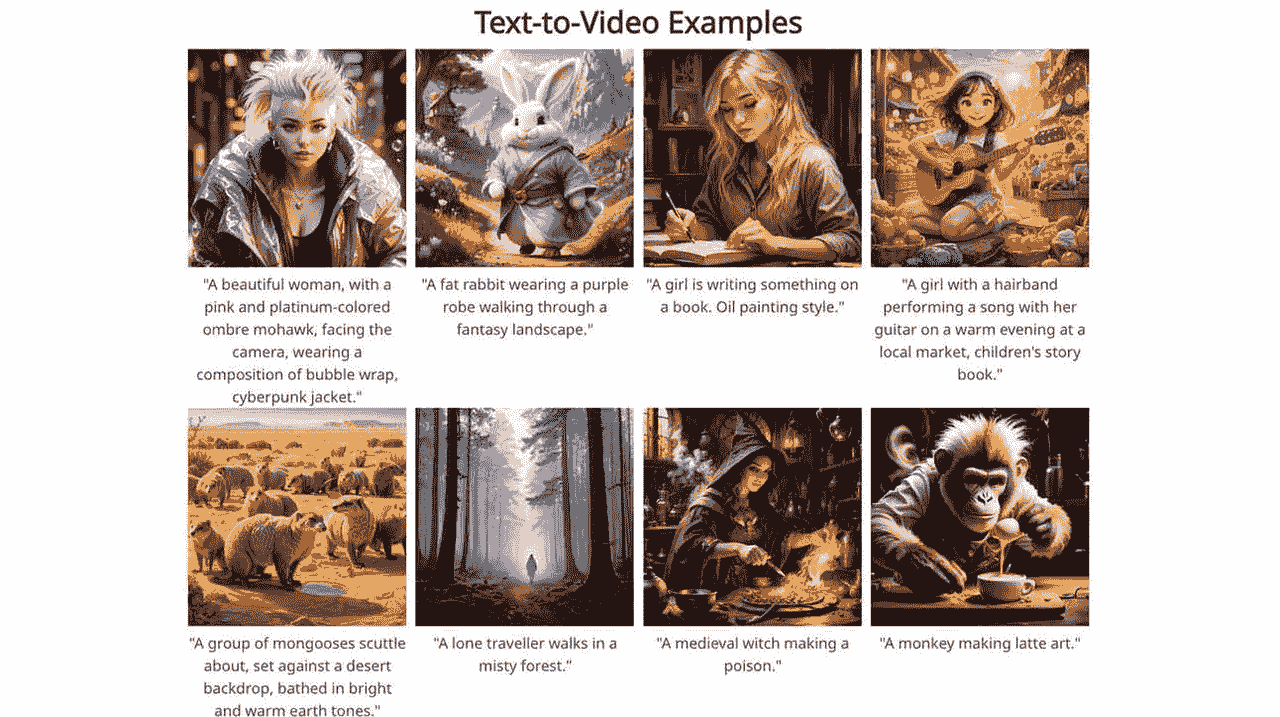 Text-to-Video Examples
"A beautiful woman, with a
pink and platinum-colored
ombre mohawk, facing the
camera, wearing a
composition of bubble wrap,
cyberpunk jacket."
"A fat rabbit wearing a purple
robe walking through a
fantasy landscape."
"A girl is writing something on
a book. Oil painting style."
"A girl with a hairband
performing a song with her
guitar on a warm evening at a
local market, children's story
book."
"A group of mongooses scuttle
about, set against a desert
backdrop, bathed in bright
and warm earth tones."
"A lone traveller walks in a
misty forest."
"A medieval witch making a
poison."
"A monkey making latte art."